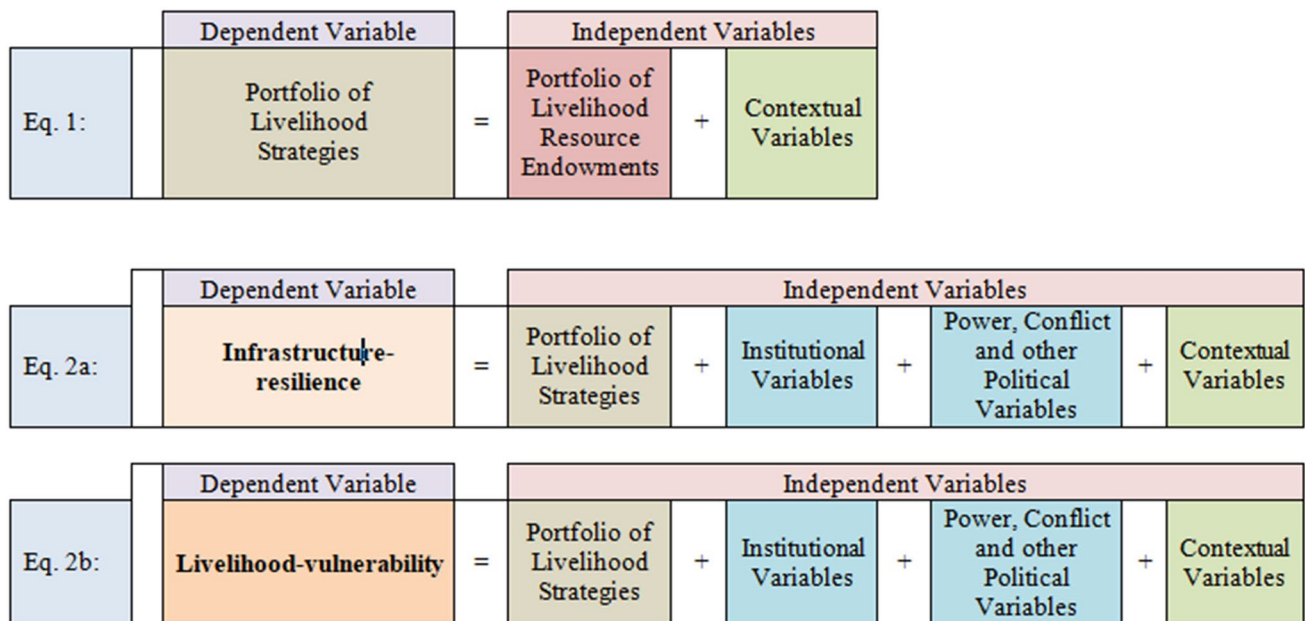 Dependent Variable
Independent Variables
Eq. 1:
Portfolio of
Livelihood
Strategies
=
Portfolio of
Livelihood
Resource
Endowments
+
Contextual
Variables
Dependent Variable
Independent Variables
Eq. 2a:
Infrastructure-
resilience
=
Portfolio of
Livelihood
Strategies
+
Institutional
Variables
+
Power, Conflict
and other
Political
Variables
+
Contextual
Variables
Dependent Variable
Independent Variables
Eq. 2b:
Livelihood-vulnerability
=
Portfolio of
Livelihood
Strategies
+
Institutional
Variables
+
Power, Conflict
and other
Political
Variables
+
Contextual
Variables